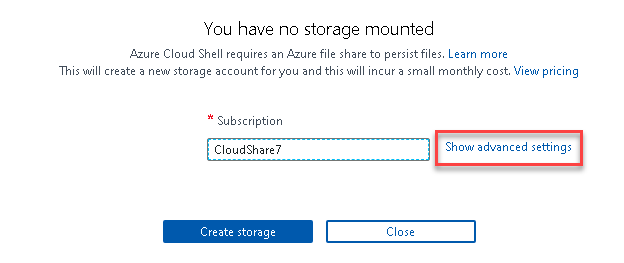 You have no storage mounted
Azure Cloud Shell requires an Azure file share to persist files. Learn more
This will create a new storage account for you and this will incur a small monthly cost. View pricing
* Subscription
CloudShare7
Show advanced settings
Create storage
Close